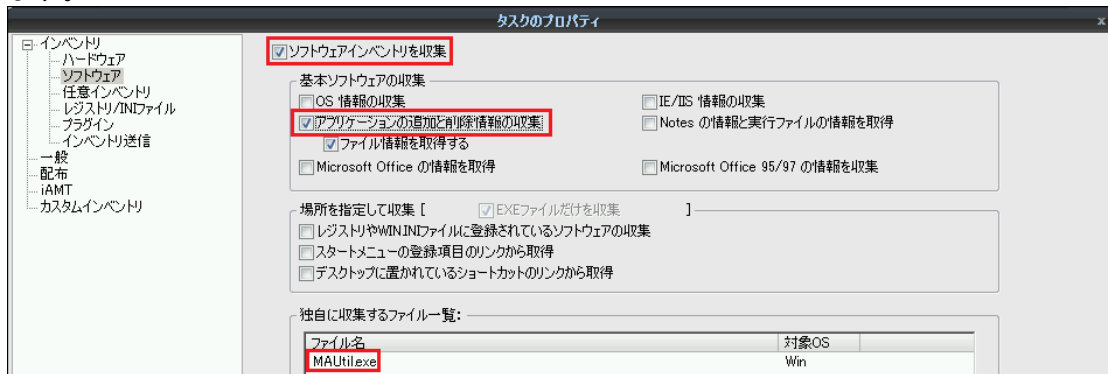 タスクのプロパティ
x
インベントリ
ハードウェア
ソフトウェア
任意インベントリ
レジストリ/INIファイル
プラグイン
インベントリ送信
一般
配布
iAMT
カスタムインベントリ
ソフトウェアインベントリを収集
基本ソフトウェアの収集
OS 情報の収集
IE/IIS 情報の収集
アプリケーションの追加と削除情報の収集
Notes の情報と実行ファイルの情報を取得
ファイル情報を取得する
Microsoft Office の情報を取得
Microsoft Office 95/97 の情報を収集
場所を指定して収集 [ EXEファイルだけを収集 ]
レジストリやWIN.INIファイルに登録されているソフトウェアの収集
スタートメニューの登録項目のリンクから取得
デスクトップに置かれているショートカットのリンクから取得
独自に収集するファイル一覧:
ファイル名 対象OS
MAUtil.exe Win